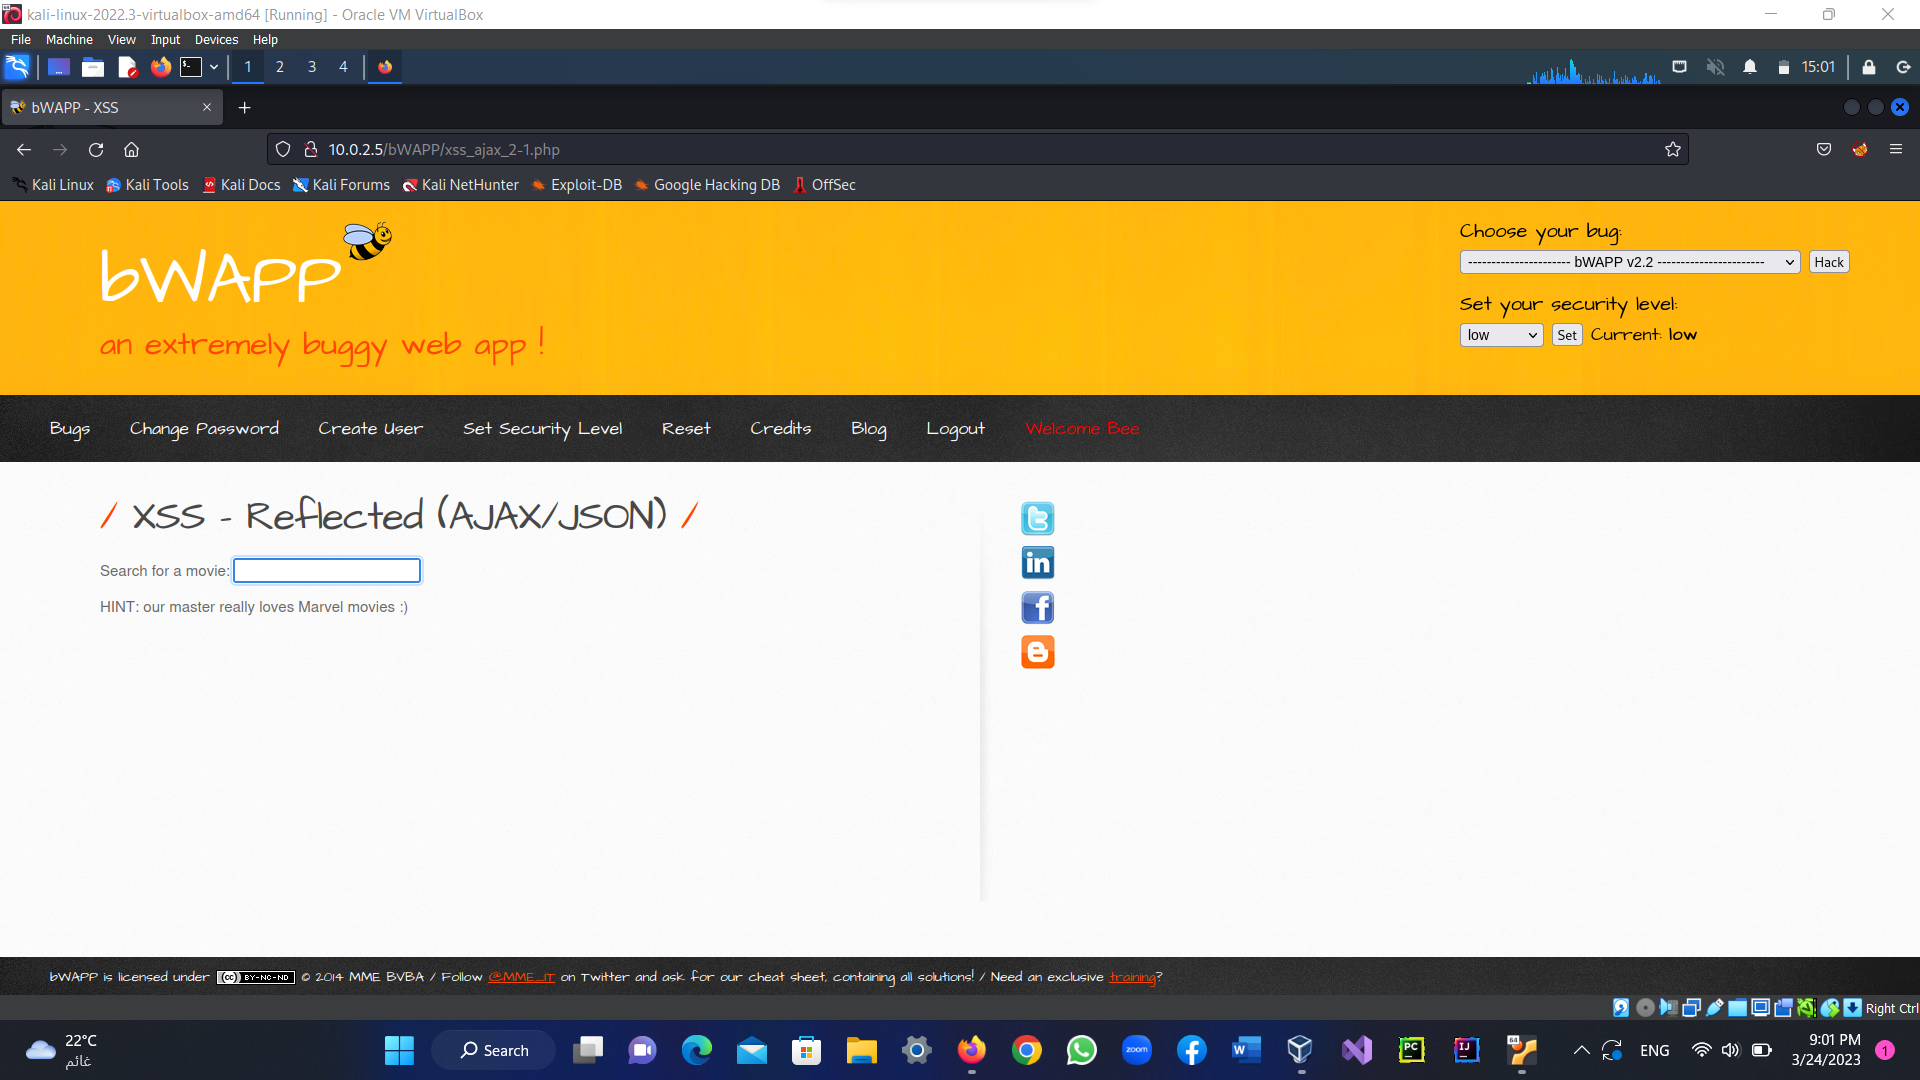 kali-linux-2022.3-virtualbox-amd64 [Running] - Oracle VM VirtualBox
File Machine View Input Devices Help
1 2 3 4 15:01
bWAPP - XSS
10.0.2.5/bWAPP/xss_ajax_2-1.php
Kali Linux Kali Tools Kali Docs Kali Forums Kali NetHunter Exploit-DB Google Hacking DB OffSec
bWAPP
an extremely buggy web app !
Choose your bug:
---------------------- bWAPP v2.2 ----------------------- Hack
Set your security level:
low Set Current: low
Bugs Change Password Create User Set Security Level Reset Credits Blog Logout Welcome Bee
/ XSS - Reflected (AJAX/JSON) /
Search for a movie:
HINT: our master really loves Marvel movies :)
bWAPP is licensed under (cc) BY-NC-ND © 2014 MME BVBA / Follow @MME_IT on Twitter and ask for our cheat sheet, containing all solutions! / Need an exclusive training?
Right Ctrl
22°C
غائم
Search
zoom
ENG
9:01 PM
3/24/2023
1